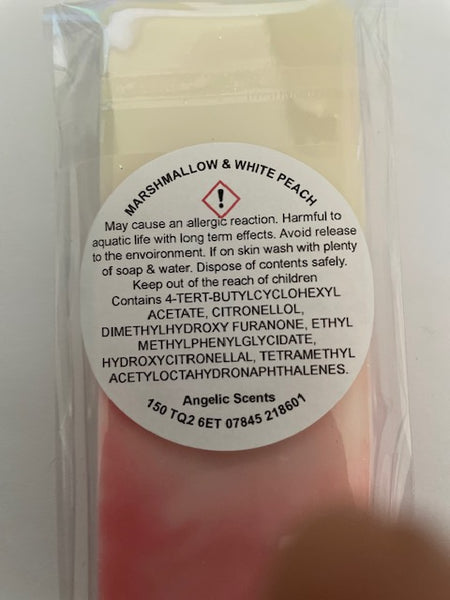 MARSHMALLOW & WHITE PEACH
!
May cause an allergic reaction. Harmful to
aquatic life with long term effects. Avoid release
to the envoironment. If on skin wash with plenty
of soap & water. Dispose of contents safely.
Keep out of the reach of children
Contains 4-TERT-BUTYLCYCLOHEXYL
ACETATE, CITRONELLOL,
DIMETHYLHYDROXY FURANONE, ETHYL
METHYLPHENYLGLYCIDATE,
HYDROXYCITRONELLAL, TETRAMETHYL
ACETYLOCTAHYDRONAPHTHALENES.
Angelic Scents
150 TQ2 6ET 07845 218601